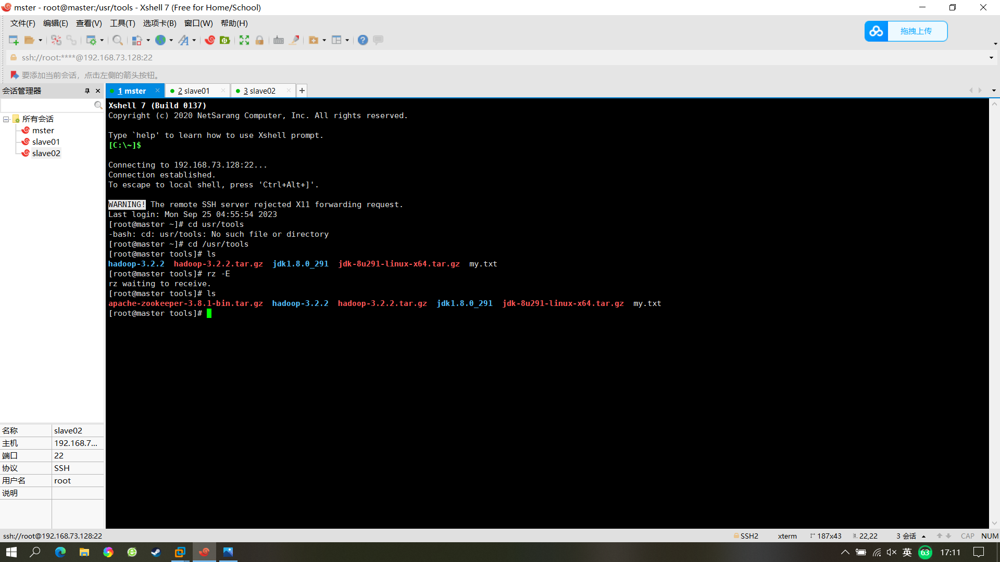 mster - root@master:/usr/tools - Xshell 7 (Free for Home/School)
文件(F) 编辑(E) 查看(V) 工具(T) 选项卡(B) 窗口(W) 帮助(H)
拖拽上传
ssh://root:****@192.168.73.128:22
要添加当前会话，点击左侧的箭头按钮。
会话管理器
1 mster
2 slave01
3 slave02
所有会话
mster
slave01
slave02
Xshell 7 (Build 0137)
Copyright (c) 2020 NetSarang Computer, Inc. All rights reserved.
Type `help' to learn how to use Xshell prompt.
[C:\~]$
Connecting to 192.168.73.128:22...
Connection established.
To escape to local shell, press 'Ctrl+Alt+]'.
WARNING! The remote SSH server rejected X11 forwarding request.
Last login: Mon Sep 25 04:55:54 2023
[root@master ~]# cd usr/tools
-bash: cd: usr/tools: No such file or directory
[root@master ~]# cd /usr/tools
[root@master tools]# ls
hadoop-3.2.2  hadoop-3.2.2.tar.gz  jdk1.8.0_291  jdk-8u291-linux-x64.tar.gz  my.txt
[root@master tools]# rz -E
rz waiting to receive.
[root@master tools]# ls
apache-zookeeper-3.8.1-bin.tar.gz  hadoop-3.2.2  hadoop-3.2.2.tar.gz  jdk1.8.0_291  jdk-8u291-linux-x64.tar.gz  my.txt
[root@master tools]#
名称 slave02
主机 192.168.7...
端口 22
协议 SSH
用户名 root
说明
ssh://root@192.168.73.128:22
SSH2 xterm 187x43 22,22 3 会话 CAP NUM
英 63 17:11